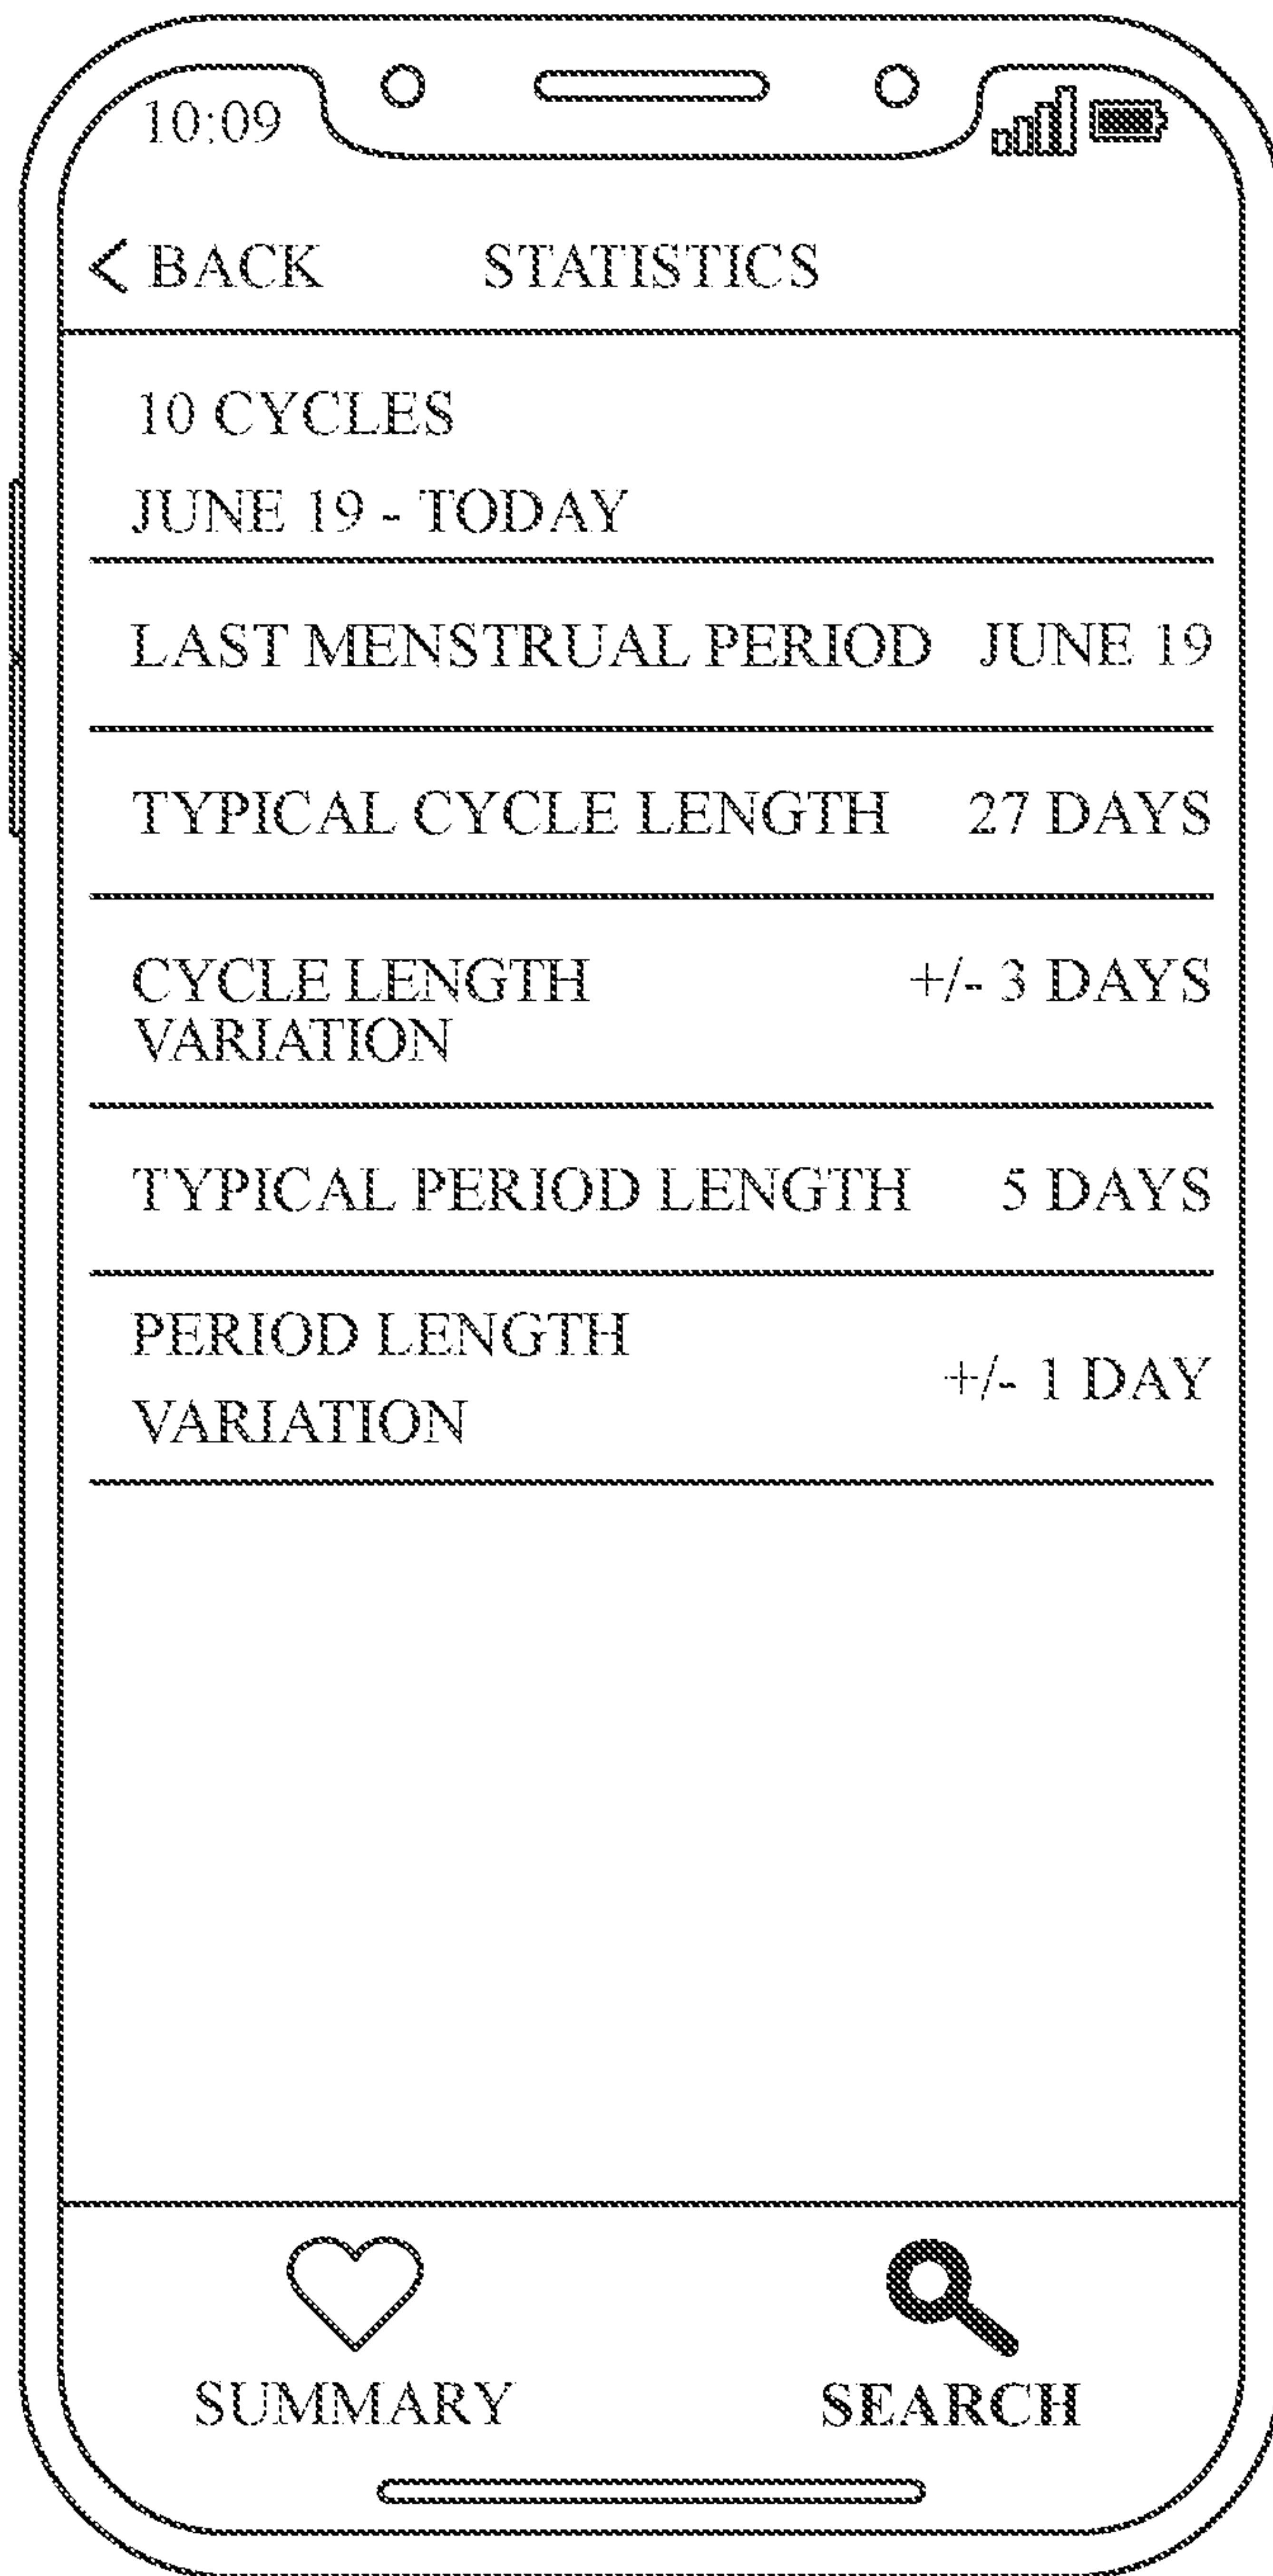 10:09
< BACK STATISTICS
10 CYCLES
JUNE 19 - TODAY
LAST MENSTRUAL PERIOD JUNE 19
TYPICAL CYCLE LENGTH 27 DAYS
CYCLE LENGTH +/- 3 DAYS
VARIATION
TYPICAL PERIOD LENGTH 5 DAYS
PERIOD LENGTH
+/- 1 DAY
VARIATION
SUMMARY SEARCH